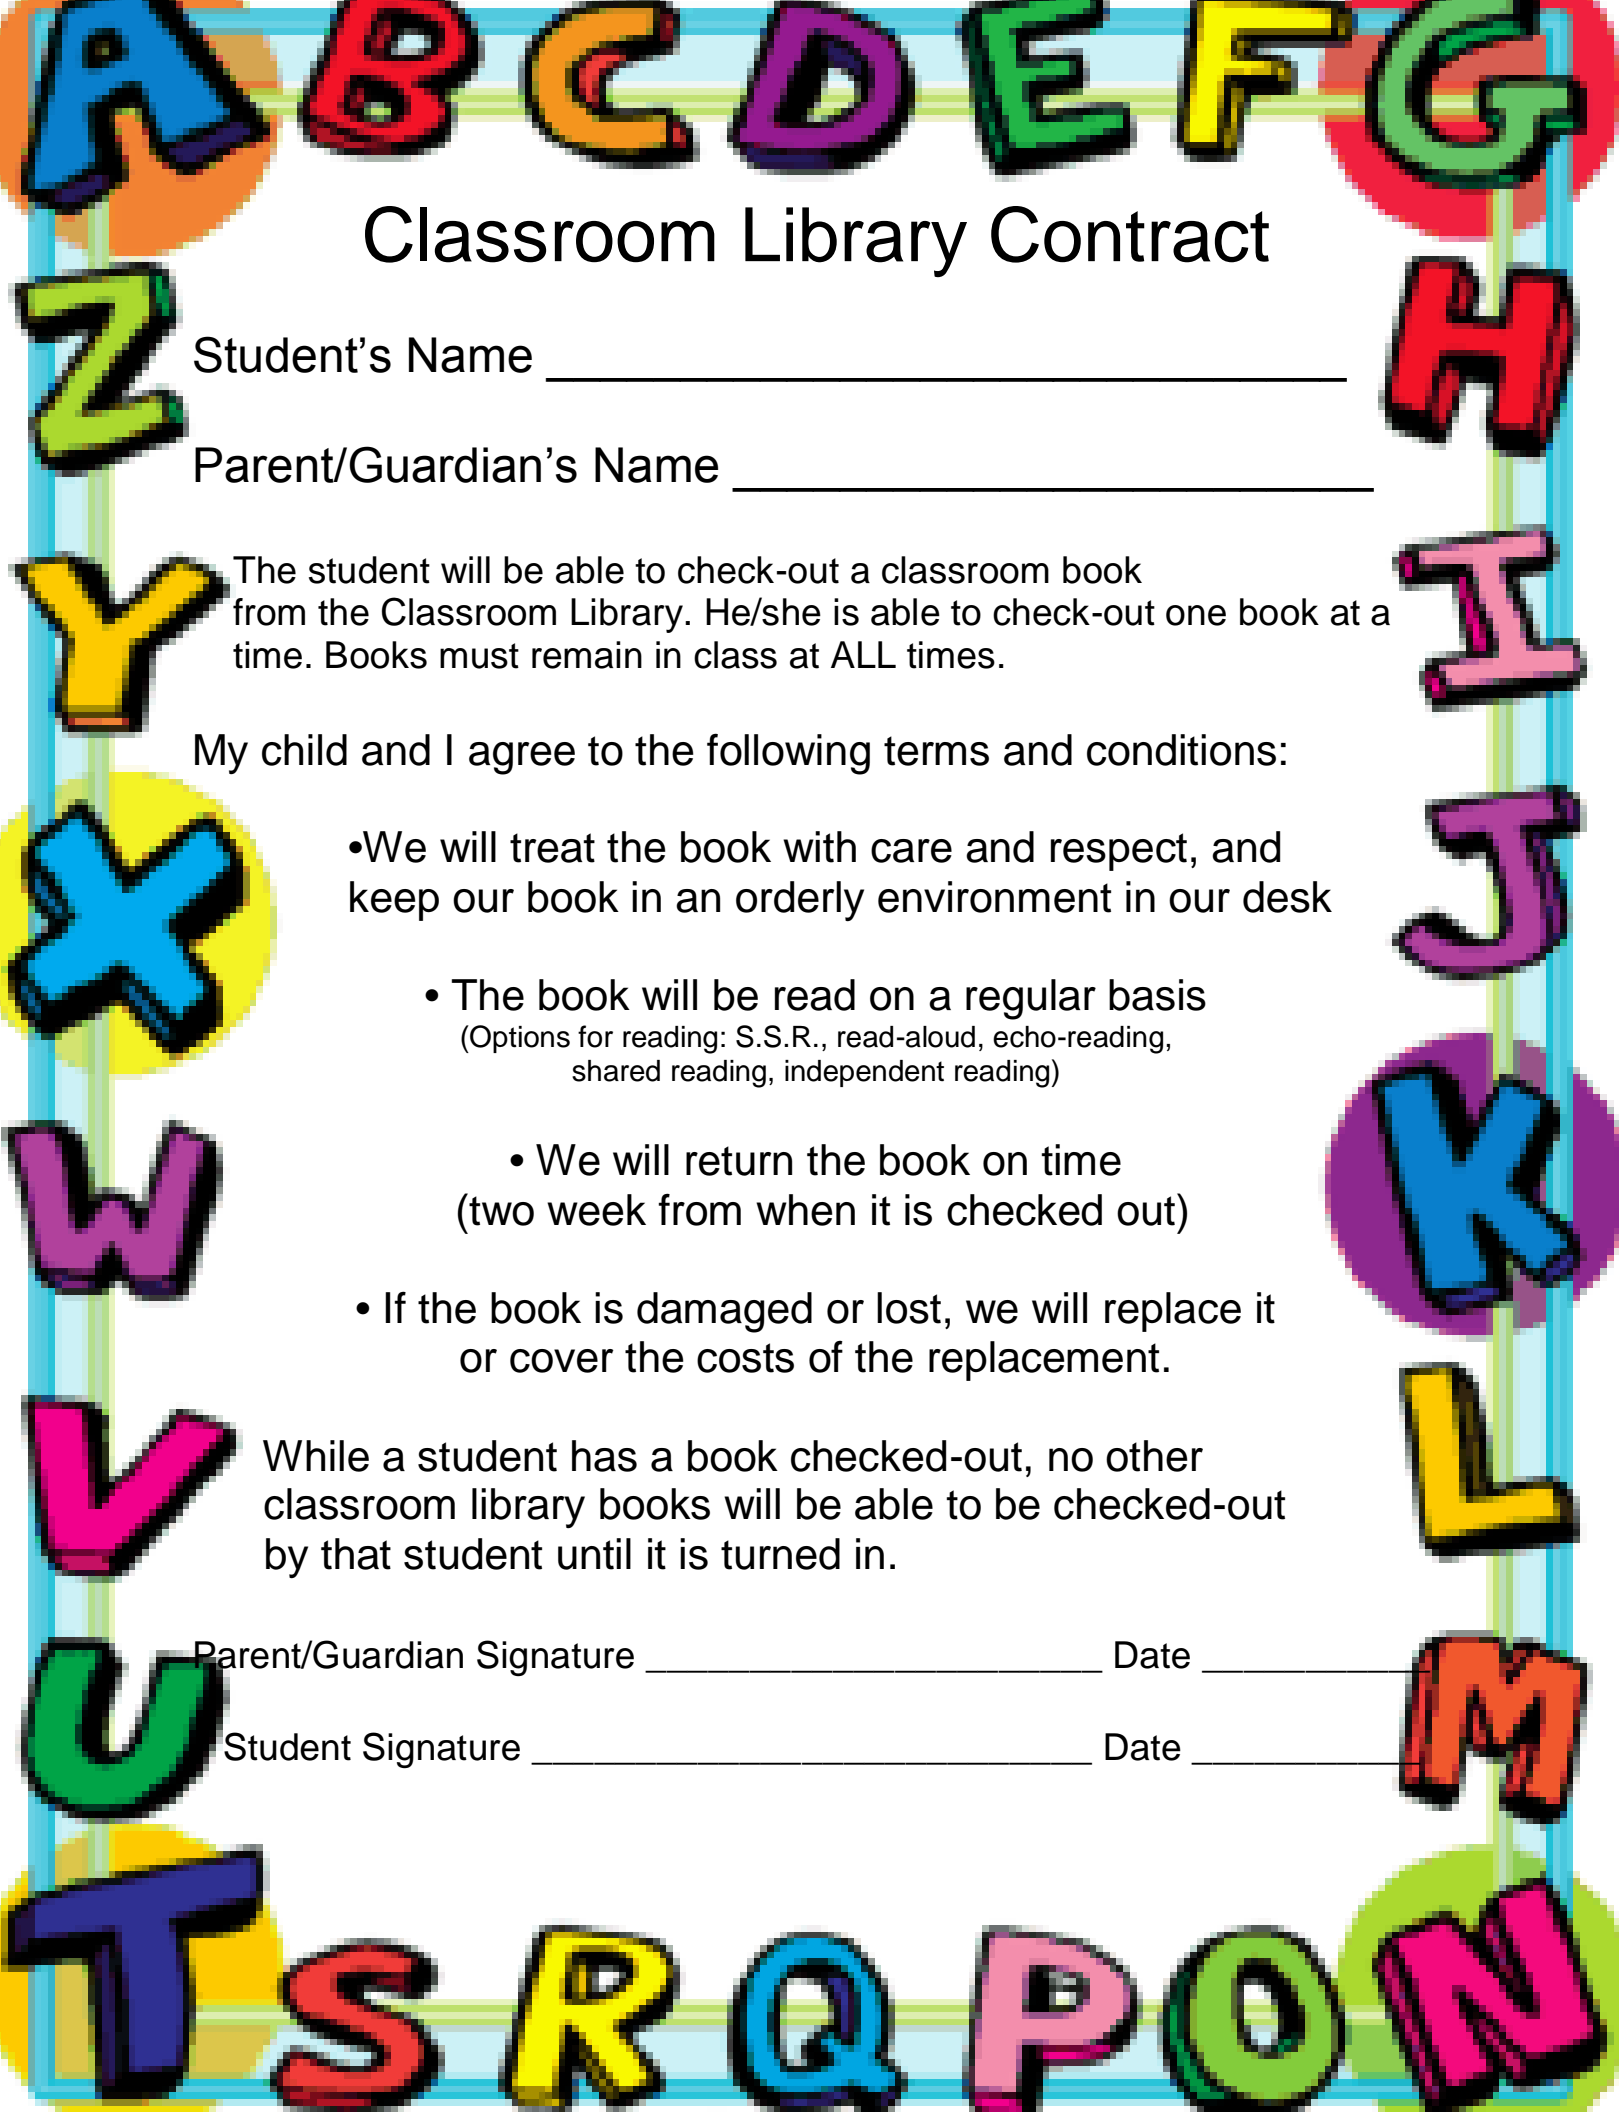 A B C D E F G
Classroom Library Contract
Z
H
Student’s Name ______________________________
Parent/Guardian’s Name ________________________
Y
I
The student will be able to check-out a classroom book
from the Classroom Library. He/she is able to check-out one book at a
time. Books must remain in class at ALL times.
My child and I agree to the following terms and conditions:
X
J
•We will treat the book with care and respect, and
keep our book in an orderly environment in our desk
• The book will be read on a regular basis
(Options for reading: S.S.R., read-aloud, echo-reading,
shared reading, independent reading)
W
K
• We will return the book on time
(two week from when it is checked out)
• If the book is damaged or lost, we will replace it
or cover the costs of the replacement.
V
L
While a student has a book checked-out, no other
classroom library books will be able to be checked-out
by that student until it is turned in.
U
M
Parent/Guardian Signature ______________________ Date ___________
Student Signature ___________________________ Date ___________
T S R Q P O N